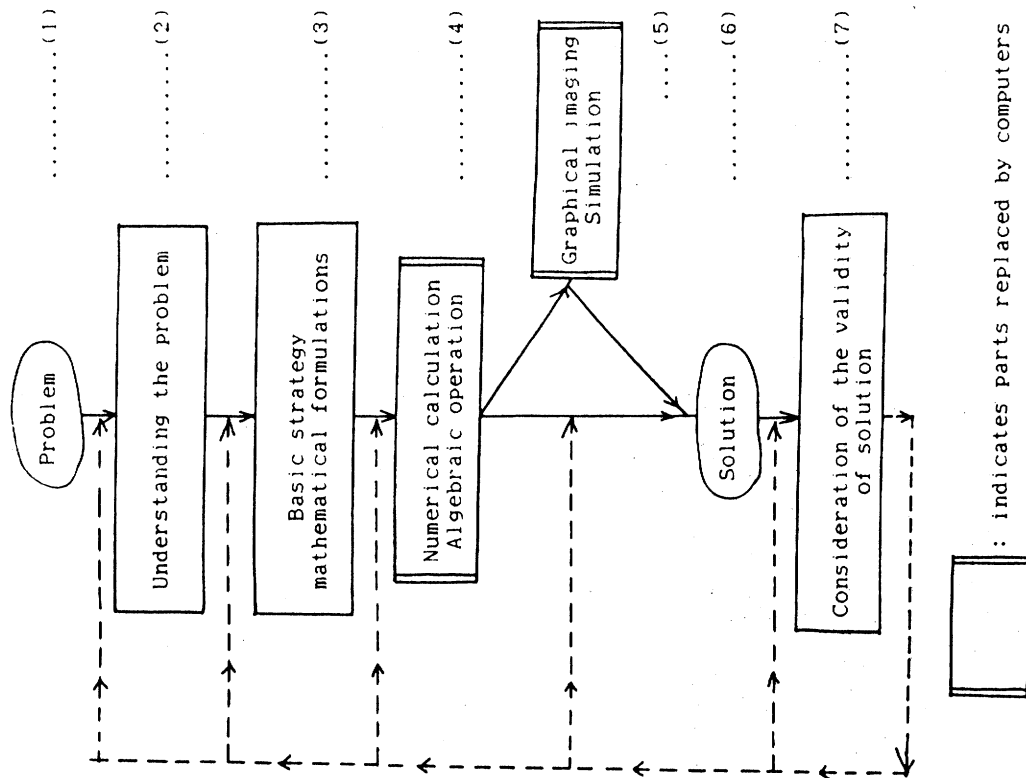 Problem ..........(1)
Understanding the problem ..........(2)
Basic strategy
mathematical formulations ..........(3)
Numerical calculation
Algebraic operation ..........(4)
Graphical imaging
Simulation
....(5)
Solution ..........(6)
Consideration of the validity
of solution ..........(7)
: indicates parts replaced by computers